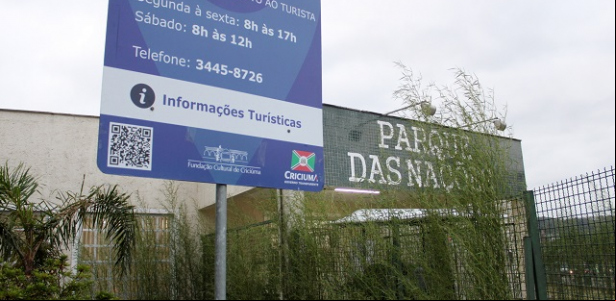 AO TURISTA
Segunda à sexta: 8h às 17h
Sábado: 8h às 12h
Telefone: 3445-8726
i Informações Turísticas
Fundação Cultural de Criciúma
CRICIÚMA
PARQUE
DAS NAÇ